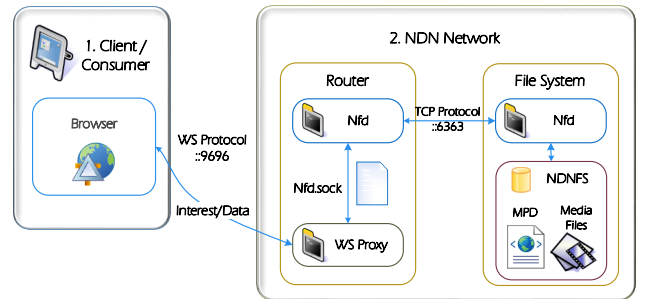 1. Client /
Consumer
Browser
WS Protocol
::9696
Interest/Data
2. NDN Network
Router
Nfd
Nfd.sock
WS Proxy
TCP Protocol
::6363
File System
Nfd
NDNFS
MPD
Media
Files